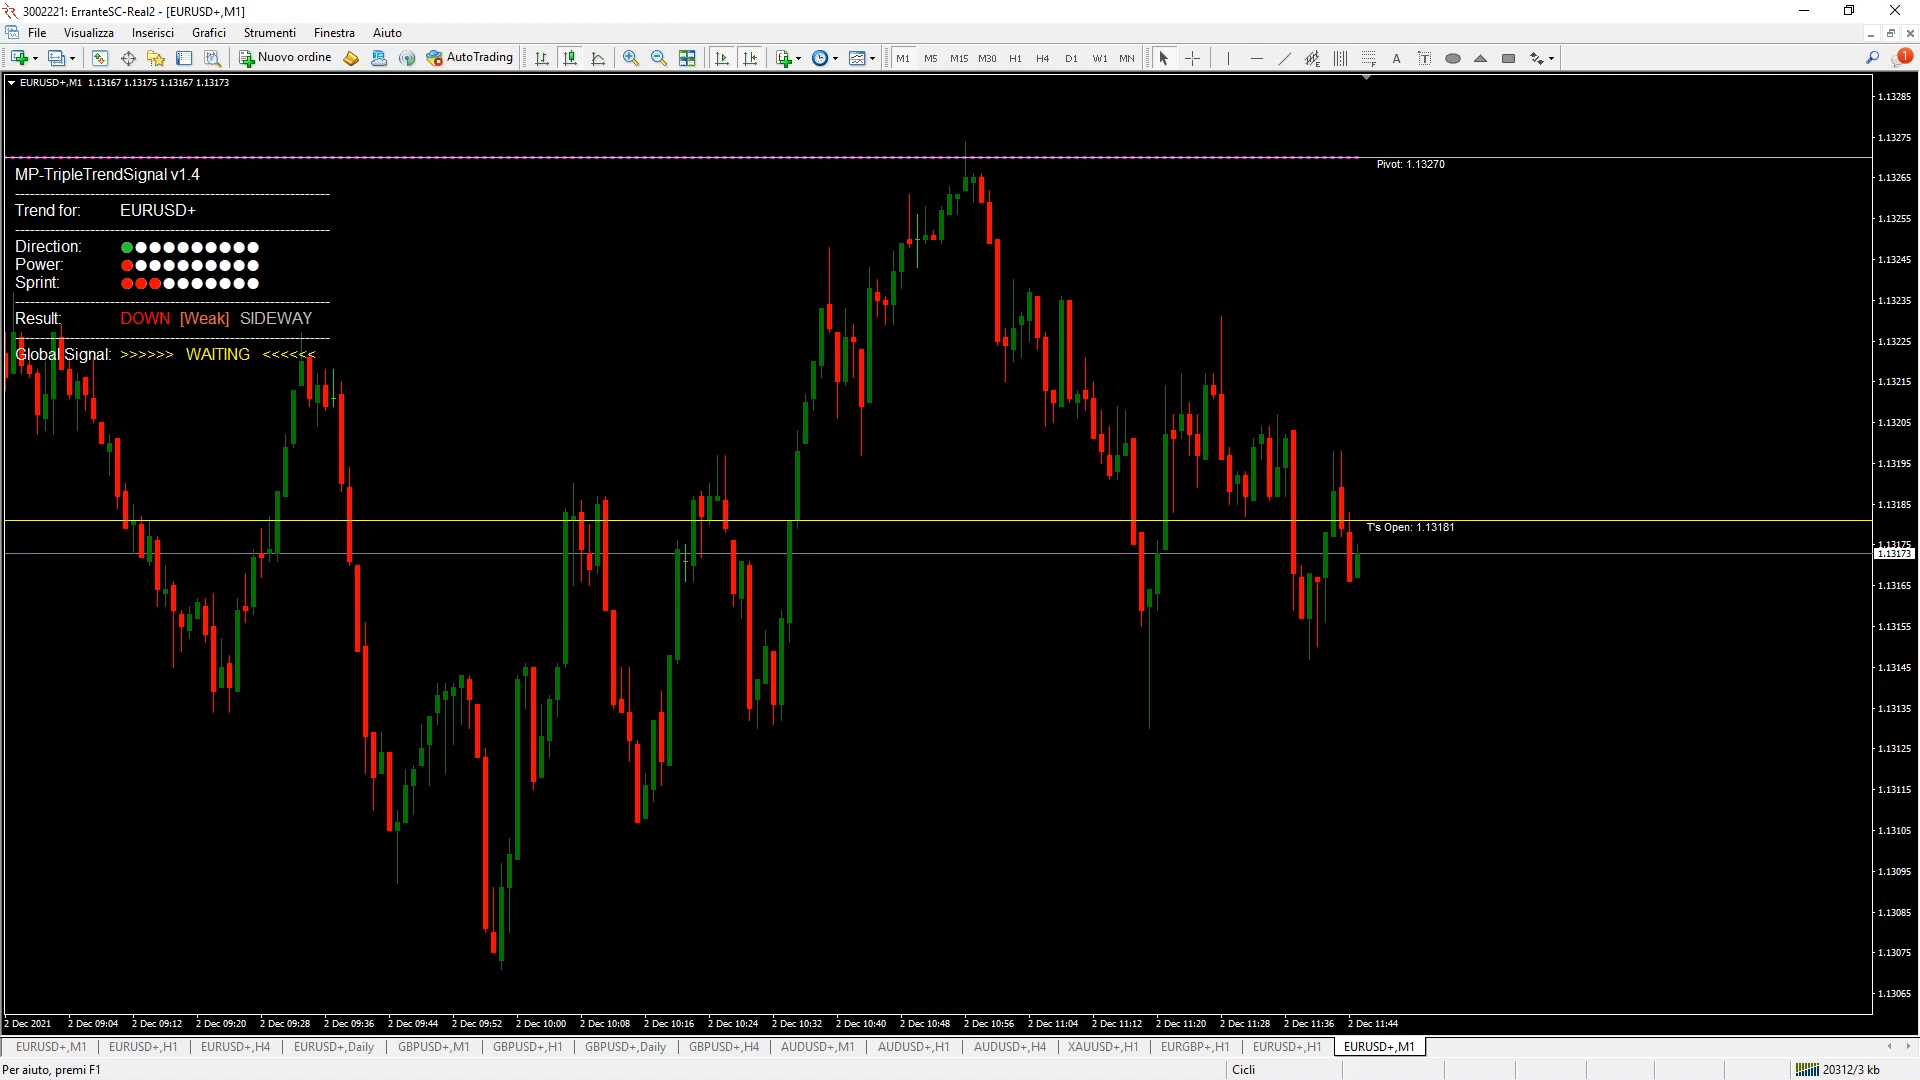 3002221: ErranteSC-Real2 - [EURUSD+,M1]
File Visualizza Inserisci Grafici Strumenti Finestra Aiuto
Nuovo ordine AutoTrading M1 M5 M15 M30 H1 H4 D1 W1 MN A T 1
EURUSD+,M1 1.13167 1.13175 1.13167 1.13173
1.13285
1.13275
Pivot: 1.13270
MP-TripleTrendSignal v1.4
1.13265
Trend for: EURUSD+
1.13255
Direction:
1.13245
Power:
Sprint:
1.13235
Result: DOWN [Weak] SIDEWAY
1.13225
Global Signal: >>>>>> WAITING <<<<<<
1.13215
1.13205
1.13195
1.13185
T's Open: 1.13181
1.13175
1.13173
1.13165
1.13155
1.13145
1.13135
1.13125
1.13115
1.13105
1.13095
1.13085
1.13075
1.13065
2 Dec 2021 2 Dec 09:04 2 Dec 09:12 2 Dec 09:20 2 Dec 09:28 2 Dec 09:36 2 Dec 09:44 2 Dec 09:52 2 Dec 10:00 2 Dec 10:08 2 Dec 10:16 2 Dec 10:24 2 Dec 10:32 2 Dec 10:40 2 Dec 10:48 2 Dec 10:56 2 Dec 11:04 2 Dec 11:12 2 Dec 11:20 2 Dec 11:28 2 Dec 11:36 2 Dec 11:44
EURUSD+,M1 EURUSD+,H1 EURUSD+,H4 EURUSD+,Daily GBPUSD+,M1 GBPUSD+,H1 GBPUSD+,Daily GBPUSD+,H4 AUDUSD+,M1 AUDUSD+,H1 AUDUSD+,H4 XAUUSD+,H1 EURGBP+,H1 EURUSD+,H1 EURUSD+,M1
Per aiuto, premi F1 Cicli 20312/3 kb